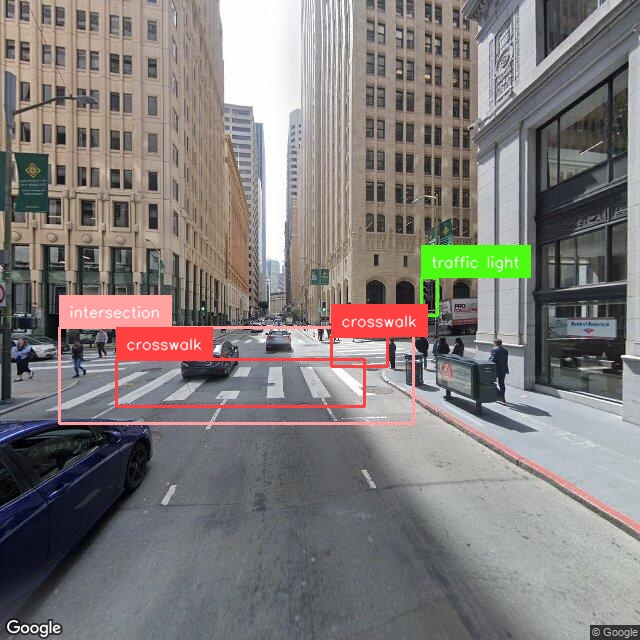 traffic light
intersection
crosswalk
crosswalk
Bank of America
Google
© Google